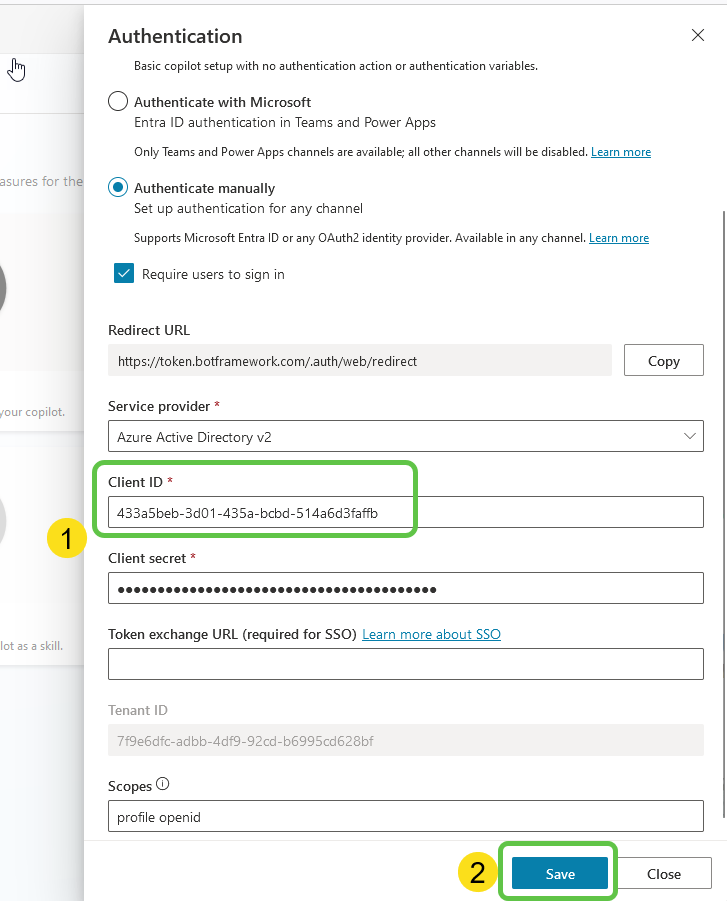 Authentication
Basic copilot setup with no authentication action or authentication variables.
Authenticate with Microsoft
Entra ID authentication in Teams and Power Apps
Only Teams and Power Apps channels are available; all other channels will be disabled. Learn more
asures for the
Authenticate manually
Set up authentication for any channel
Supports Microsoft Entra ID or any OAuth2 identity provider. Available in any channel. Learn more
Require users to sign in
Redirect URL
https://token.botframework.com/.auth/web/redirect
Copy
your copilot.
Service provider *
Azure Active Directory v2
Client ID *
433a5beb-3d01-435a-bcbd-514a6d3faffb
1
Client secret *
••••••••••••••••••••••••••••••••••••••••
Token exchange URL (required for SSO) Learn more about SSO
lot as a skill.
Tenant ID
7f9e6dfc-adbb-4df9-92cd-b6995cd628bf
Scopes
profile openid
2
Save
Close